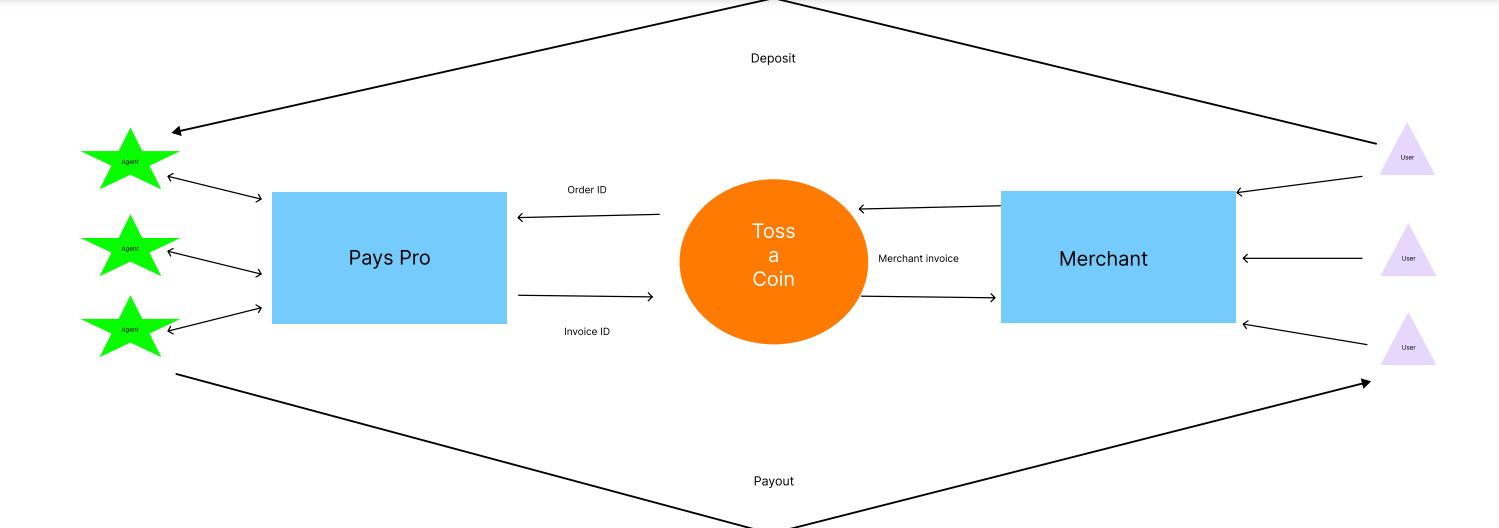 Deposit
Agent
User
Order ID
Toss
a
Coin
Agent
Pays Pro
Merchant invoice
Merchant
User
Agent
Invoice ID
User
Payout